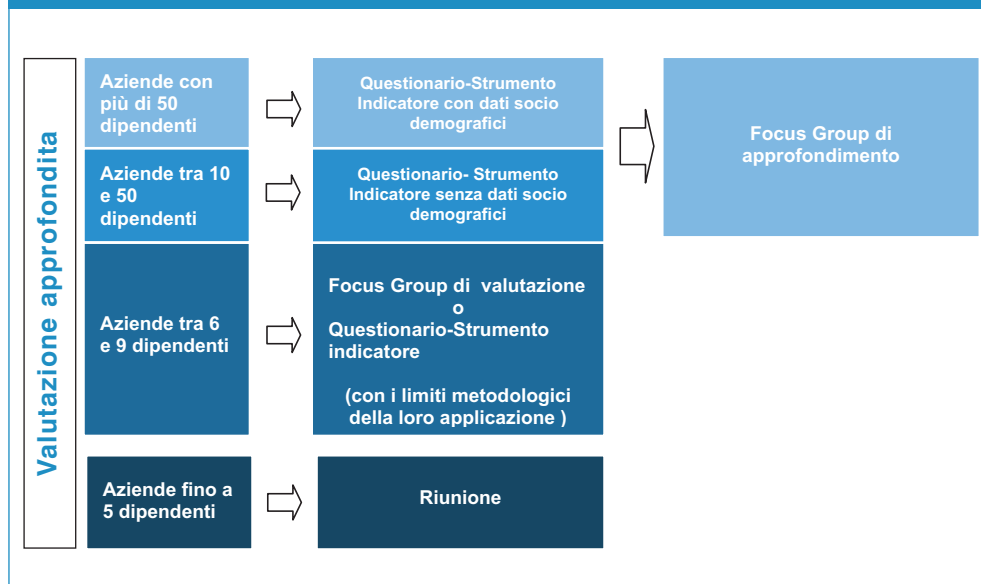 Valutazione approfondita
Aziende con
più di 50
dipendenti
Questionario-Strumento
Indicatore con dati socio
demografici
Focus Group di
approfondimento
Aziende tra 10
e 50
dipendenti
Questionario- Strumento
Indicatore senza dati socio
demografici
Aziende tra 6
e 9 dipendenti
Focus Group di valutazione
o
Questionario-Strumento
indicatore
(con i limiti metodologici
della loro applicazione )
Aziende fino a
5 dipendenti
Riunione